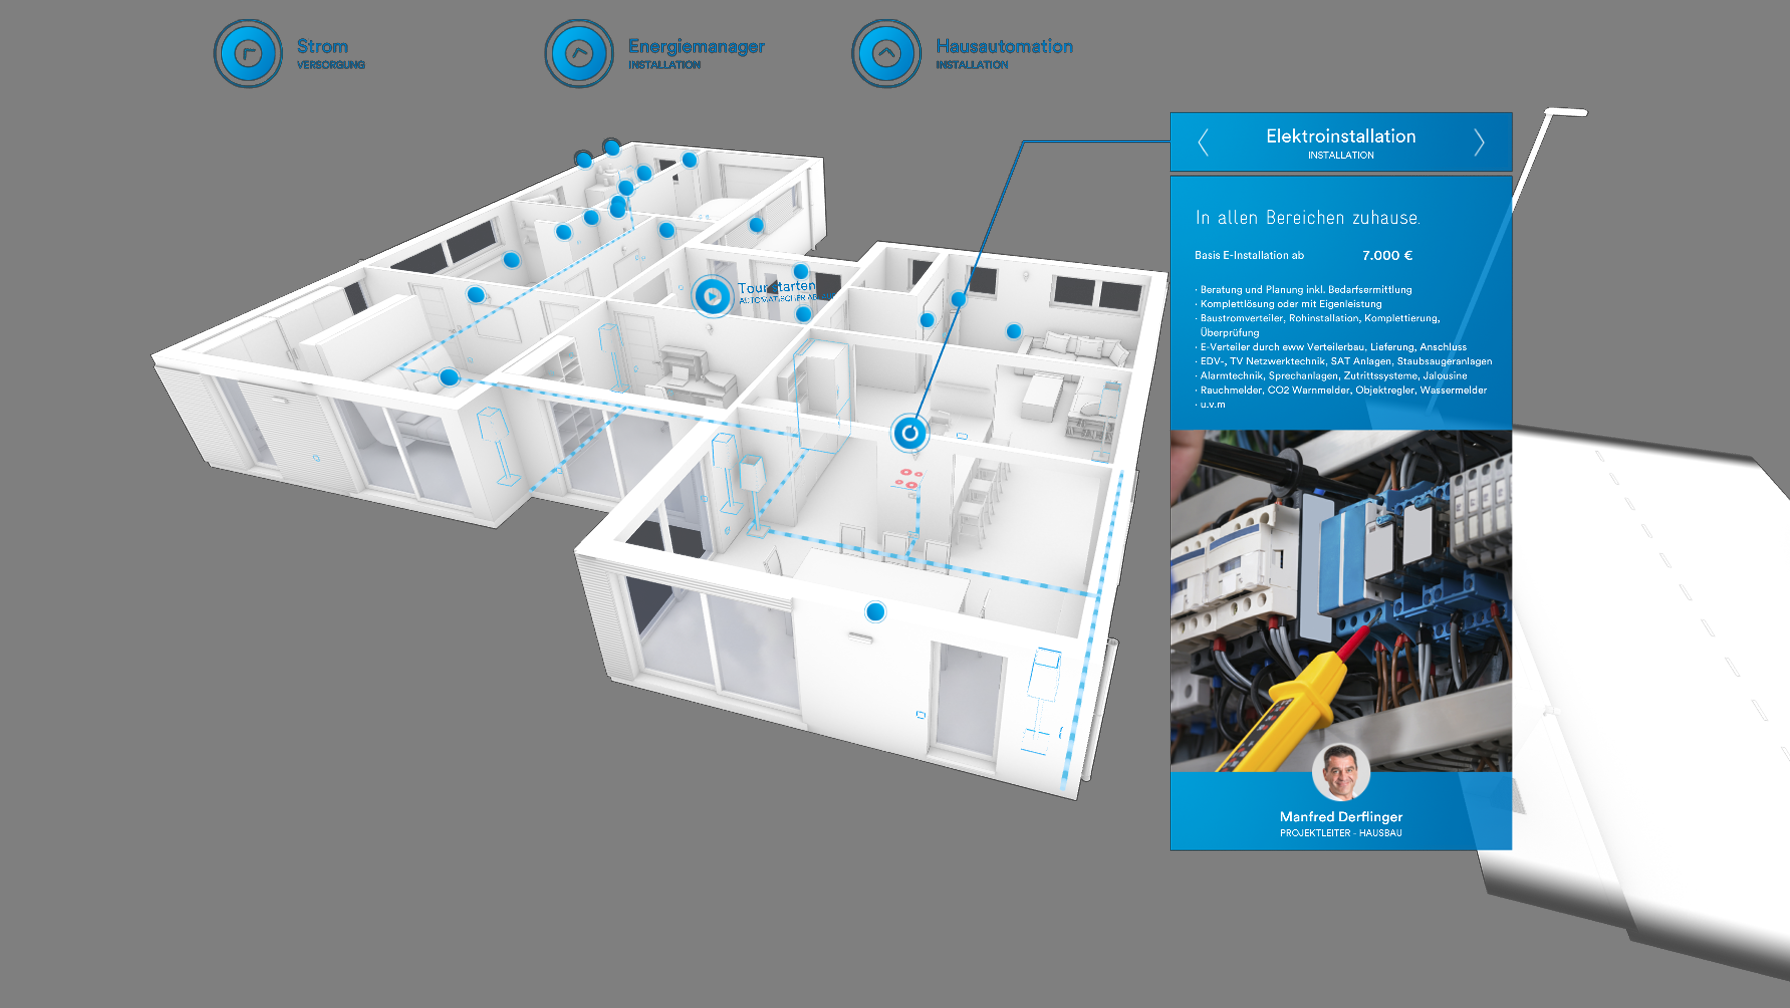 Strom
VERSORGUNG
Energiemanager
INSTALLATION
Hausautomation
INSTALLATION
Elektroinstallation
INSTALLATION
In allen Bereichen zuhause.
Basis E-Installation ab 7.000 €
· Beratung und Planung inkl. Bedarfsermittlung
· Komplettlösung oder mit Eigenleistung
· Baustromverteiler, Rohinstallation, Komplettierung,
Überprüfung
· E-Verteiler durch eww Verteilerbau, Lieferung, Anschluss
· EDV-, TV Netzwerktechnik, SAT Anlagen, Staubsaugeranlagen
· Alarmtechnik, Sprechanlagen, Zutrittssysteme, Jalousine
· Rauchmelder, CO2 Warnmelder, Objektregler, Wassermelder
· u.v.m
Tour starten
AUTOMATISCHER
Manfred Derflinger
PROJEKTLEITER - HAUSBAU